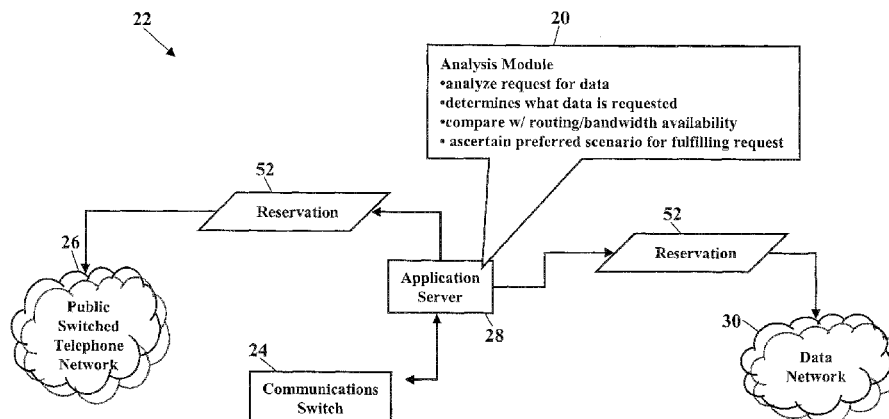 22
20
Analysis Module
•analyze request for data
•determines what data is requested
•compare w/ routing/bandwidth availability
• ascertain preferred scenario for fulfilling request
52
Reservation
52
Reservation
26
Public
Switched
Telephone
Network
Application
Server
28
30
Data
Network
24
Communications
Switch